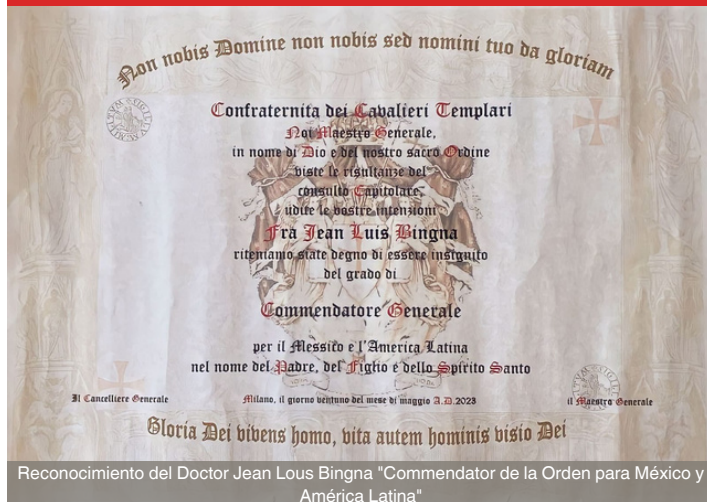 Non nobis Domine non nobis sed nomini tuo da gloriam
Confraternita dei Cavalieri Templari
Noi Maestro Generale,
in nome di Dio e del nostro sacro Ordine
viste le risultanze del
consulto Capitolare,
udite le vostre intenzioni
Frà Jean Luis Bingna
riteniamo siate degno di essere insignito
del grado di
Commendatore Generale
per il Messico e l'America Latina
nel nome del Padre, del Figlio e dello Spirito Santo
Il Cancelliere Generale
Milano, il giorno ventuno del mese di maggio A.D.2023
il Maestro Generale
Gloria Dei vivens homo, vita autem hominis visio Dei
Reconocimiento del Doctor Jean Lous Bingna "Commendator de la Orden para México y
América Latina"